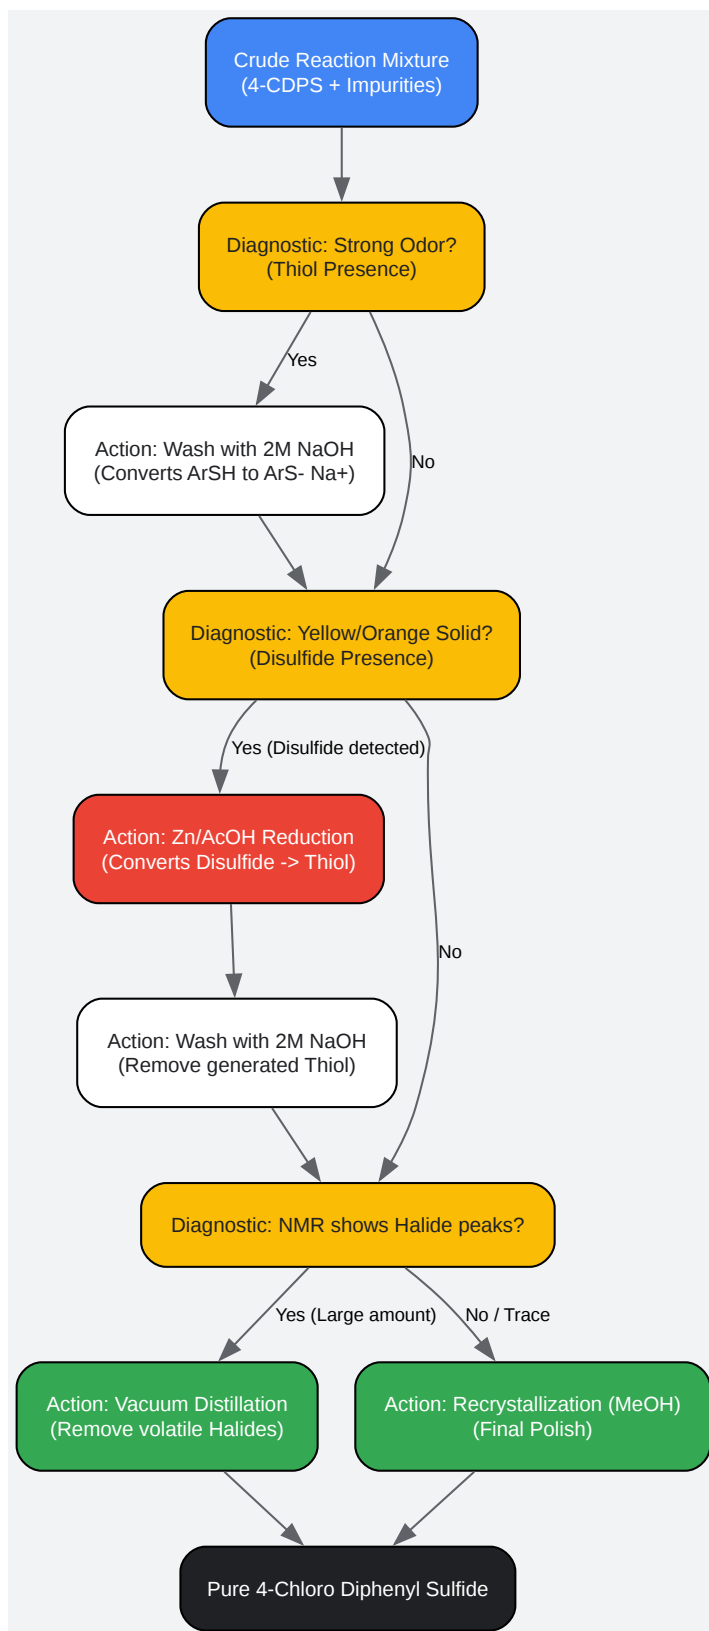 Crude Reaction Mixture
(4-CDPS + Impurities)
Diagnostic: Strong Odor?
(Thiol Presence)
Yes
Action: Wash with 2M NaOH
(Converts ArSH to ArS- Na+)
No
Diagnostic: Yellow/Orange Solid?
(Disulfide Presence)
Yes (Disulfide detected)
Action: Zn/AcOH Reduction
(Converts Disulfide -> Thiol)
No
Action: Wash with 2M NaOH
(Remove generated Thiol)
Diagnostic: NMR shows Halide peaks?
Yes (Large amount)
No / Trace
Action: Vacuum Distillation
(Remove volatile Halides)
Action: Recrystallization (MeOH)
(Final Polish)
Pure 4-Chloro Diphenyl Sulfide